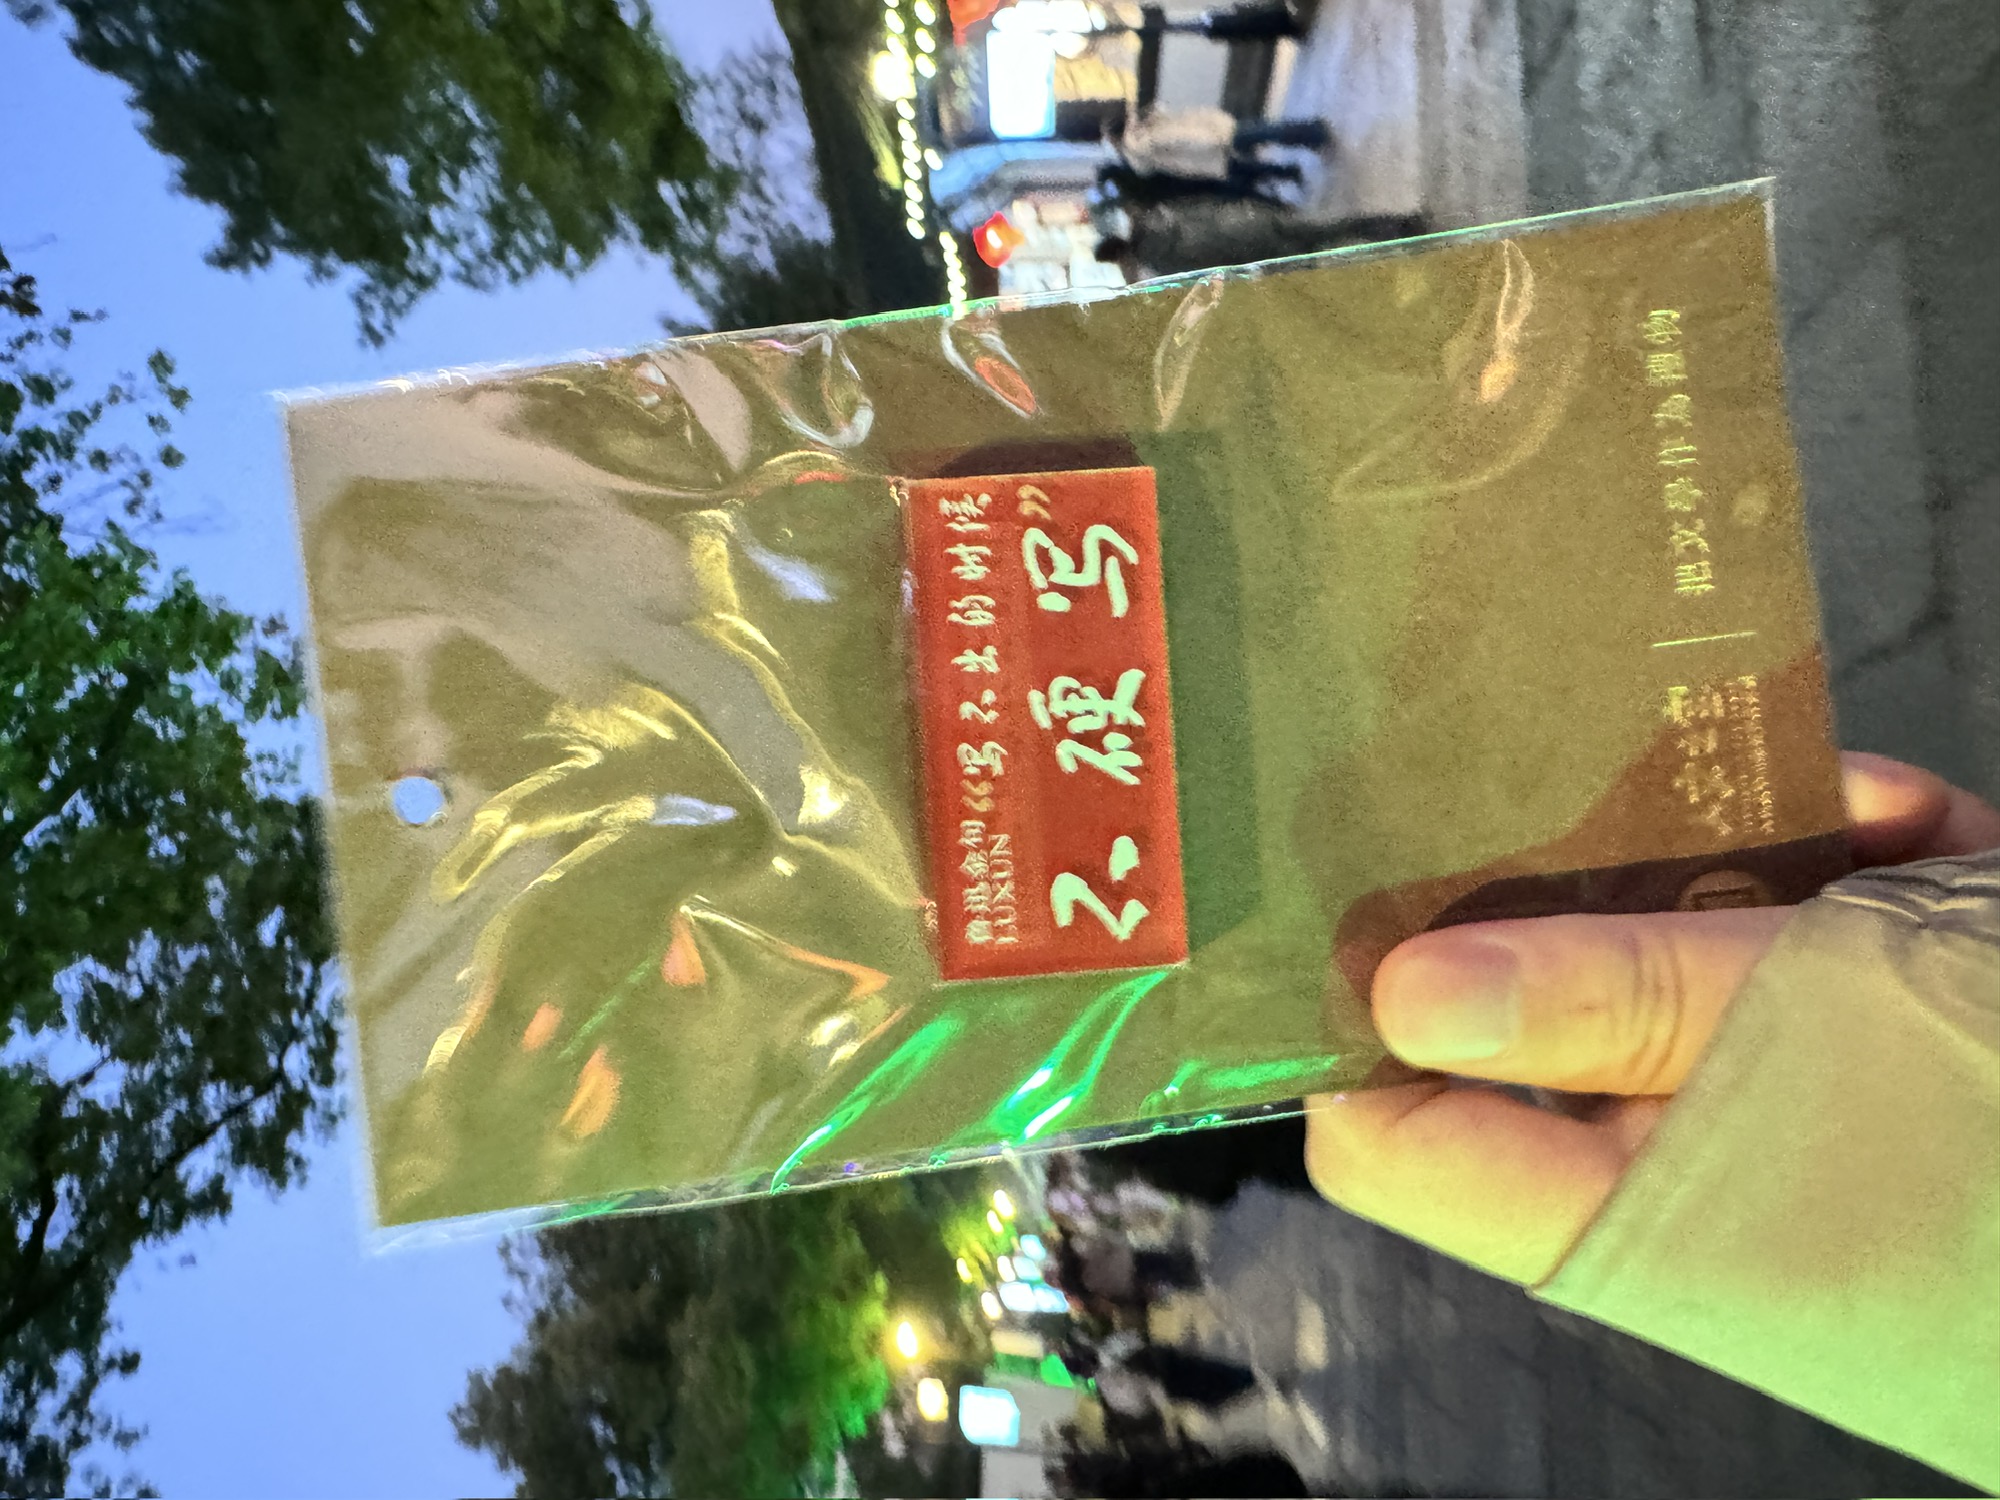 鲁迅金句“写不出的时候
LUXUN
不硬写”
把文学作为礼物